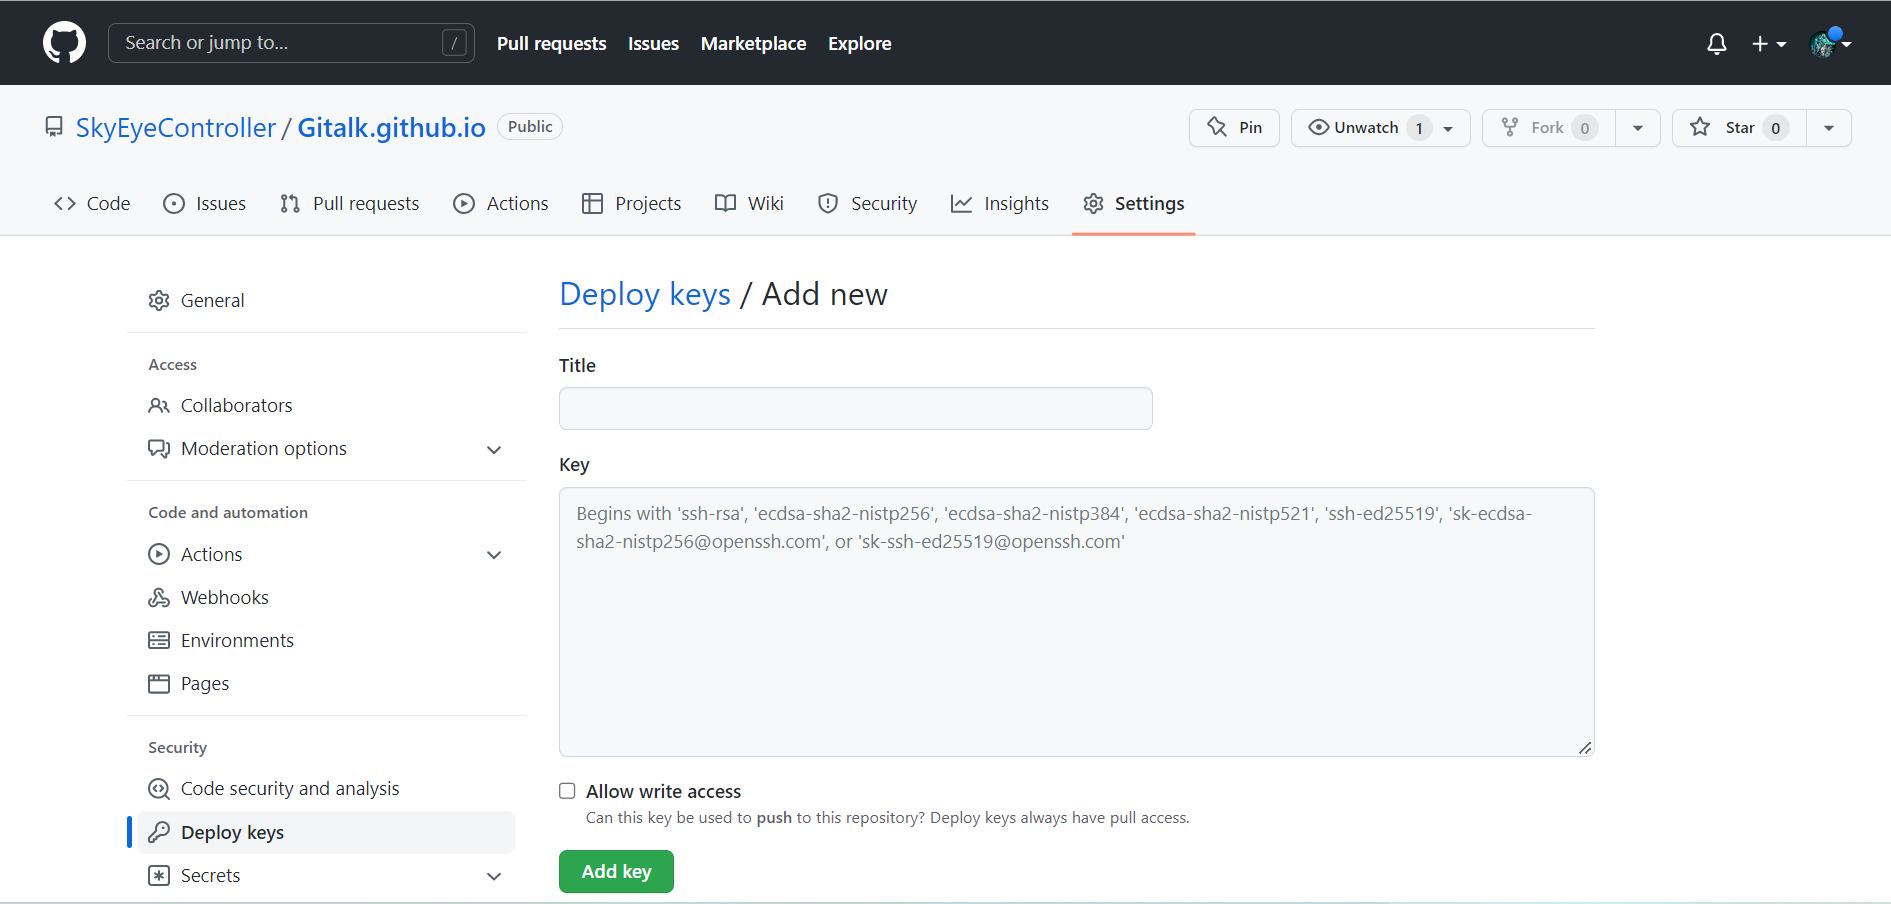 Search or jump to... /
Pull requests Issues Marketplace Explore
SkyEyeController / Gitalk.github.io Public
Pin Unwatch 1 Fork 0 Star 0
Code Issues Pull requests Actions Projects Wiki Security Insights Settings
General
Access
Collaborators
Moderation options
Code and automation
Actions
Webhooks
Environments
Pages
Security
Code security and analysis
Deploy keys
Secrets
Deploy keys / Add new
Title
Key
Begins with 'ssh-rsa', 'ecdsa-sha2-nistp256', 'ecdsa-sha2-nistp384', 'ecdsa-sha2-nistp521', 'ssh-ed25519', 'sk-ecdsa-
sha2-nistp256@openssh.com', or 'sk-ssh-ed25519@openssh.com'
Allow write access
Can this key be used to push to this repository? Deploy keys always have pull access.
Add key